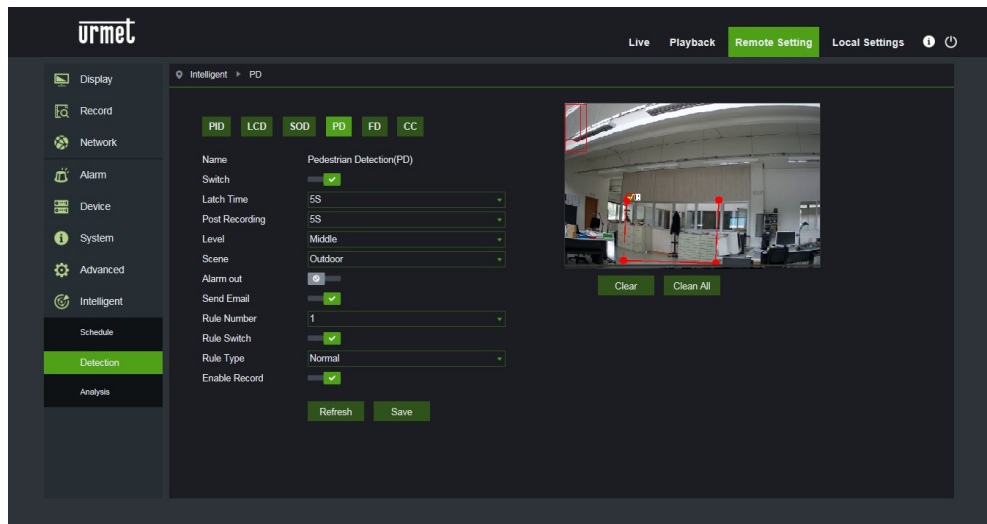 urmet
Live Playback Remote Setting Local Settings
Display
Record
Network
Alarm
Device
System
Advanced
Intelligent
Schedule
Detection
Analysis
Intelligent PD
PID LCD SOD PD FD CC
Name Pedestrian Detection(PD)
Switch
Latch Time 5S
Post Recording 5S
Level Middle
Scene Outdoor
Alarm out
Send Email
Rule Number 1
Rule Switch
Rule Type Normal
Enable Record
Refresh Save
Clear Clean All